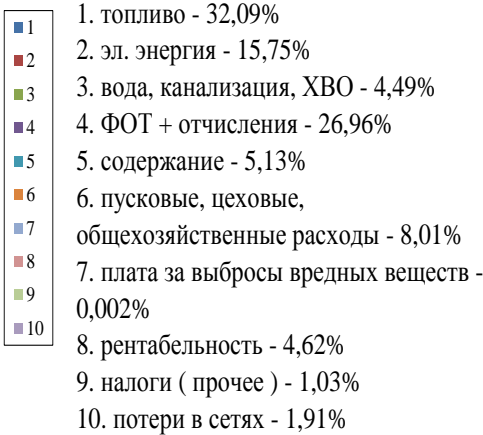 1
2
3
4
5
6
7
8
9
10
1. топливо - 32,09%
2. эл. энергия - 15,75%
3. вода, канализация, ХВО - 4,49%
4. ФОТ + отчисления - 26,96%
5. содержание - 5,13%
6. пусковые, цеховые,
общехозяйственные расходы - 8,01%
7. плата за выбросы вредных веществ -
0,002%
8. рентабельность - 4,62%
9. налоги ( прочее ) - 1,03%
10. потери в сетях - 1,91%